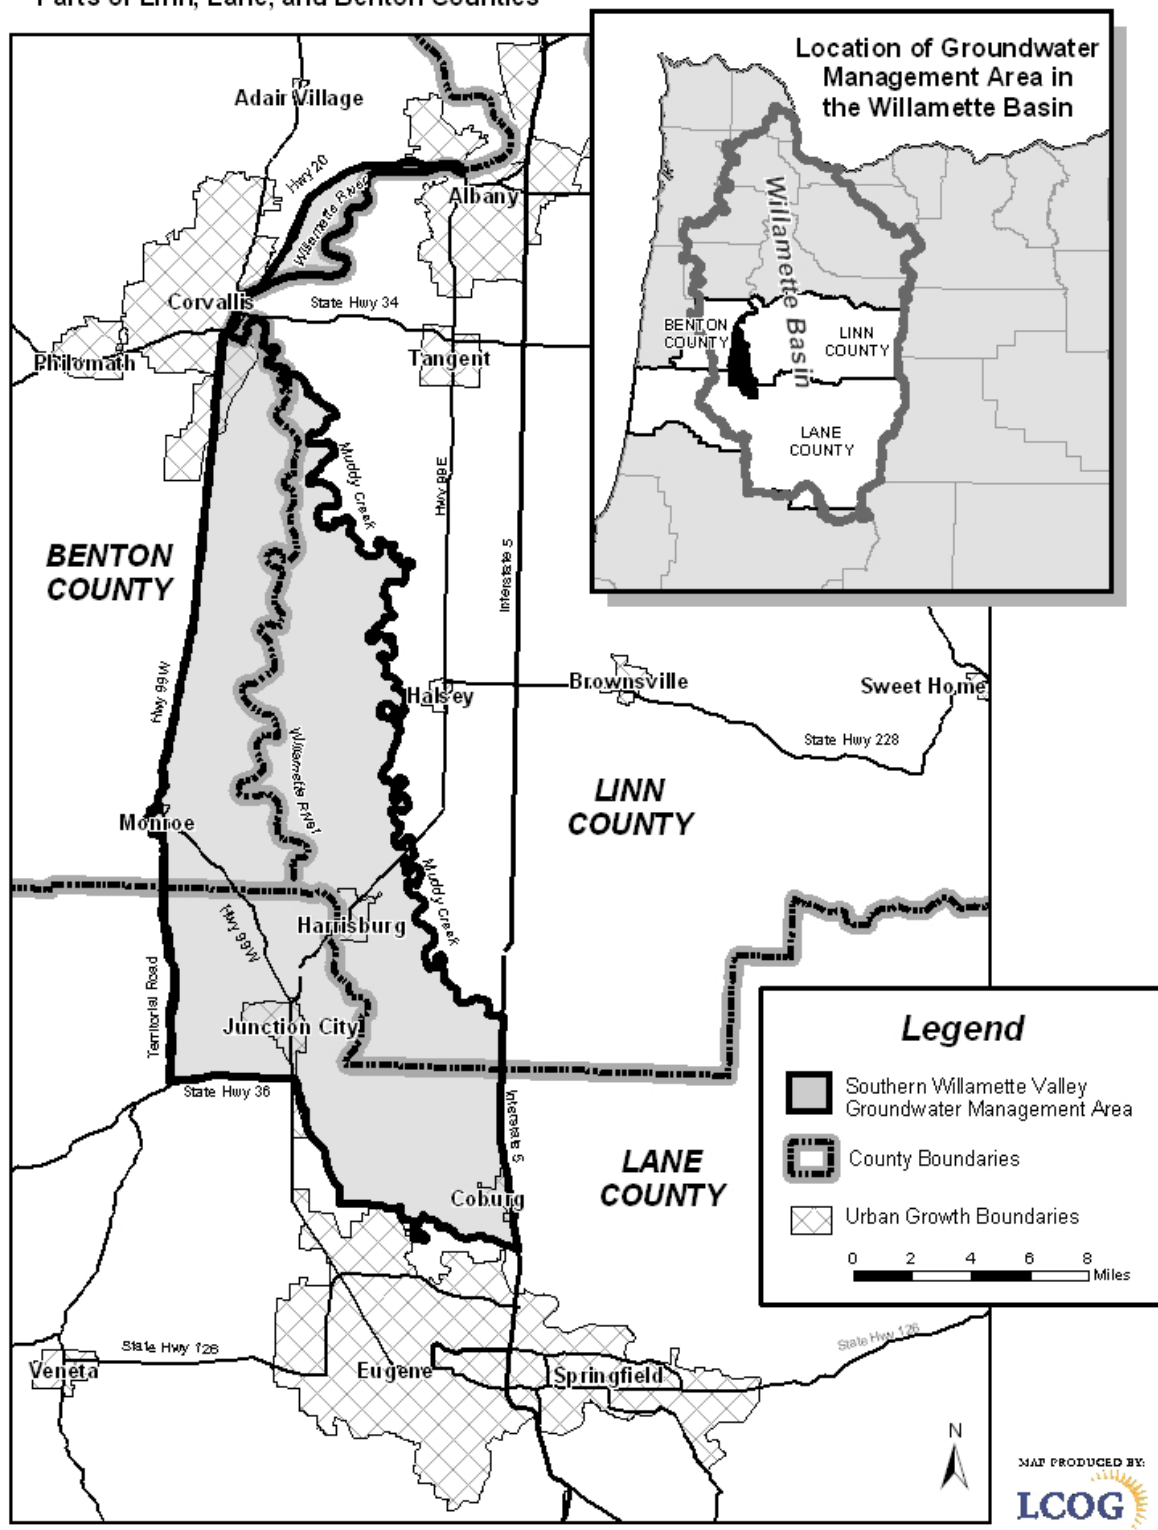 Parts of Linn, Lane, and Benton Counties
Location of Groundwater
Management Area in
the Willamette Basin
Willamette Basin
BENTON
COUNTY
LINN
COUNTY
LANE
COUNTY
Adair Village
Hwy 20
Willamette River
Albany
Corvallis
State Hwy 34
Philomath
Tangent
Muddy Creek
Hwy 99E
Interstate 5
BENTON
COUNTY
Hwy 99W
Halsey
Brownsville
Sweet Home
State Hwy 228
Willamette River
LINN
COUNTY
Monroe
Muddy Creek
Hwy 99W
Harrisburg
Territorial Road
Junction City
State Hwy 36
Interstate 5
LANE
COUNTY
Coburg
Legend
Southern Willamette Valley
Groundwater Management Area
County Boundaries
Urban Growth Boundaries
0 2 4 6 8
Miles
State Hwy 126
State Hwy 126
Veneta
Eugene
Springfield
N
MAP PRODUCED BY:
LCOG